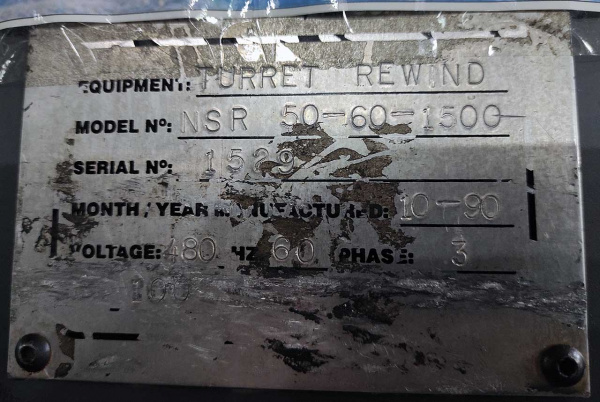 EQUIPMENT: TURRET REWIND
MODEL Nº: NSR 50-60-1500
SERIAL Nº: 1529
MONTH/YEAR MANUFACTURED: 10-90
VOLTAGE: 480 HZ 60 PHASE: 3
100